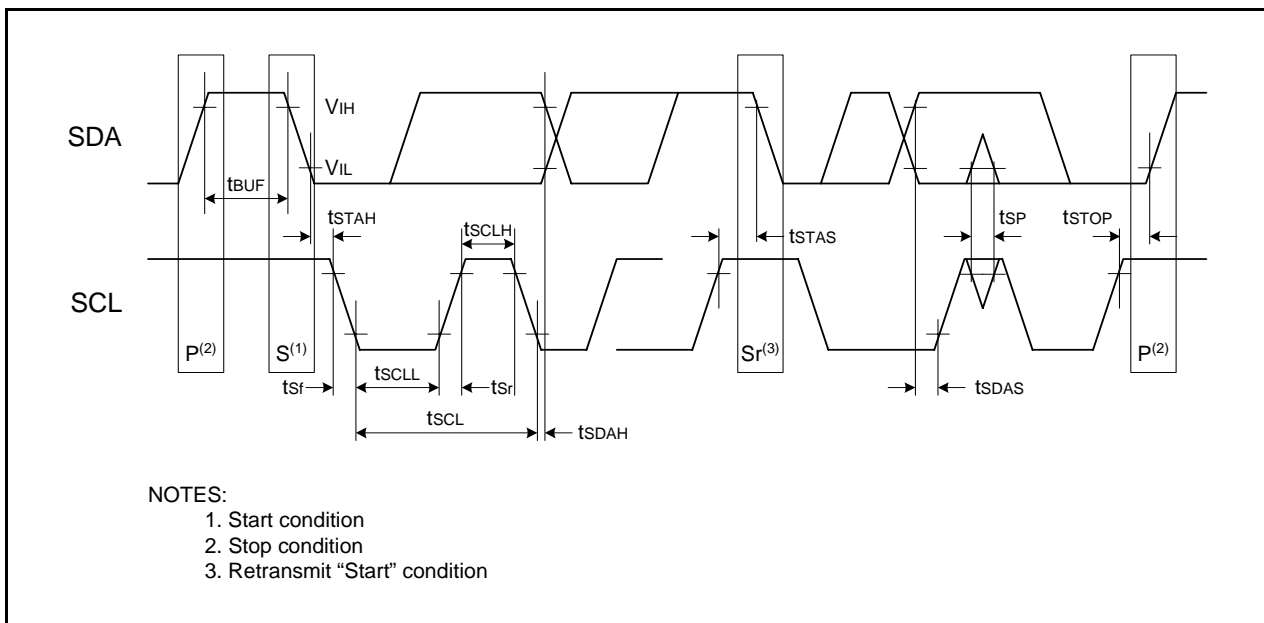 VIH
SDA
VIL
tBUF
tSTAH
tSCLH
tSTAS
tSP
tSTOP
SCL
P(2)
S(1)
Sr(3)
P(2)
tSf
tSCLL
tSr
tSDAS
tSCL
tSDAH
NOTES:
1. Start condition
2. Stop condition
3. Retransmit “Start” condition